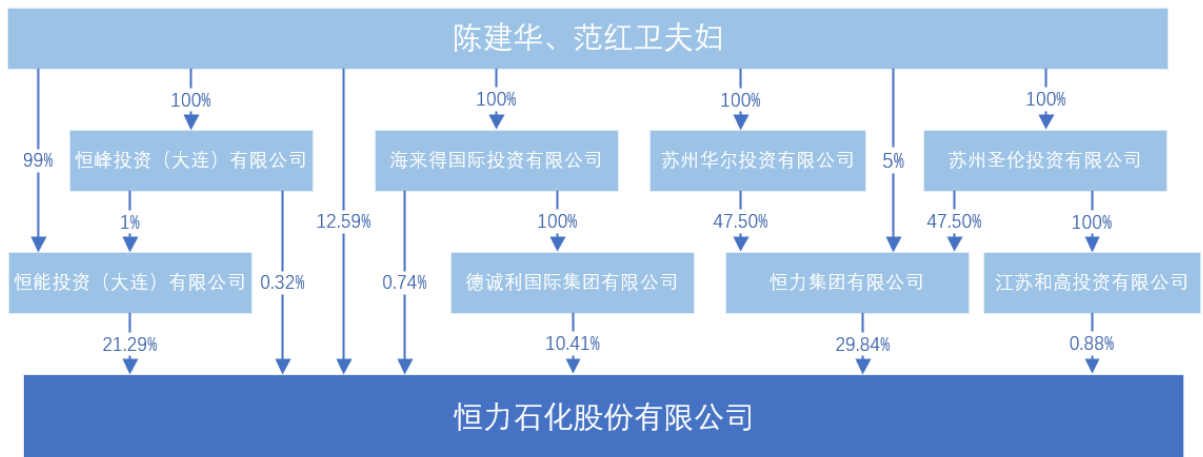 陈建华、范红卫夫妇
100%
100%
100%
100%
99%
恒峰投资（大连）有限公司
海来得国际投资有限公司
苏州华尔投资有限公司
5%
苏州圣伦投资有限公司
1%
12.59%
100%
47.50%
47.50%
100%
恒能投资（大连）有限公司
0.32%
0.74%
德诚利国际集团有限公司
恒力集团有限公司
江苏和高投资有限公司
21.29%
10.41%
29.84%
0.88%
恒力石化股份有限公司